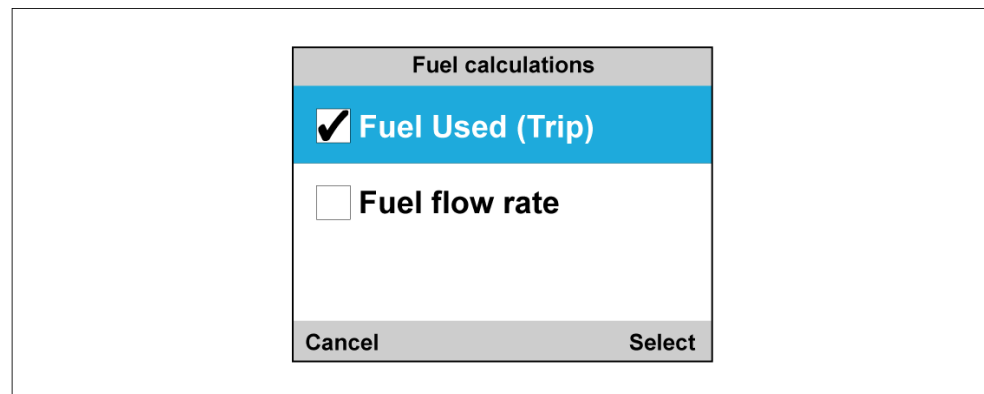 Fuel calculations
Fuel Used (Trip)
Fuel flow rate
Cancel Select